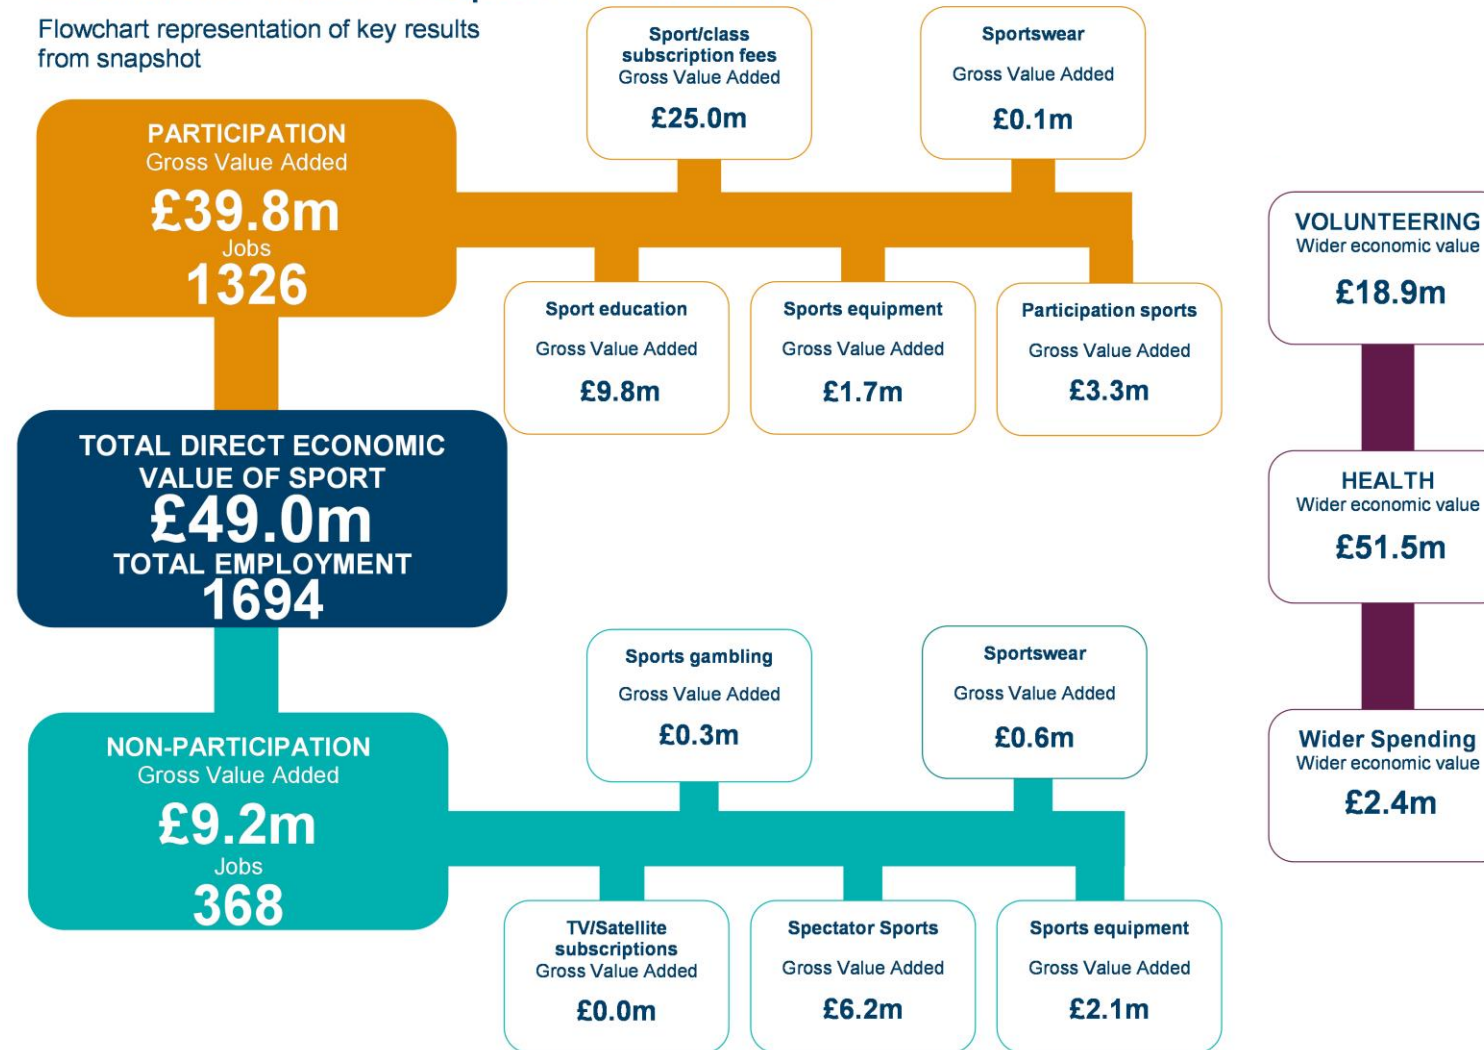 Flowchart representation of key results
from snapshot
PARTICIPATION
Gross Value Added
£39.8m
Jobs
1326
Sport/class
subscription fees
Gross Value Added
£25.0m
Sportswear
Gross Value Added
£0.1m
Sport education
Gross Value Added
£9.8m
Sports equipment
Gross Value Added
£1.7m
Participation sports
Gross Value Added
£3.3m
TOTAL DIRECT ECONOMIC
VALUE OF SPORT
£49.0m
TOTAL EMPLOYMENT
1694
NON-PARTICIPATION
Gross Value Added
£9.2m
Jobs
368
Sports gambling
Gross Value Added
£0.3m
Sportswear
Gross Value Added
£0.6m
TV/Satellite
subscriptions
Gross Value Added
£0.0m
Spectator Sports
Gross Value Added
£6.2m
Sports equipment
Gross Value Added
£2.1m
VOLUNTEERING
Wider economic value
£18.9m
HEALTH
Wider economic value
£51.5m
Wider Spending
Wider economic value
£2.4m